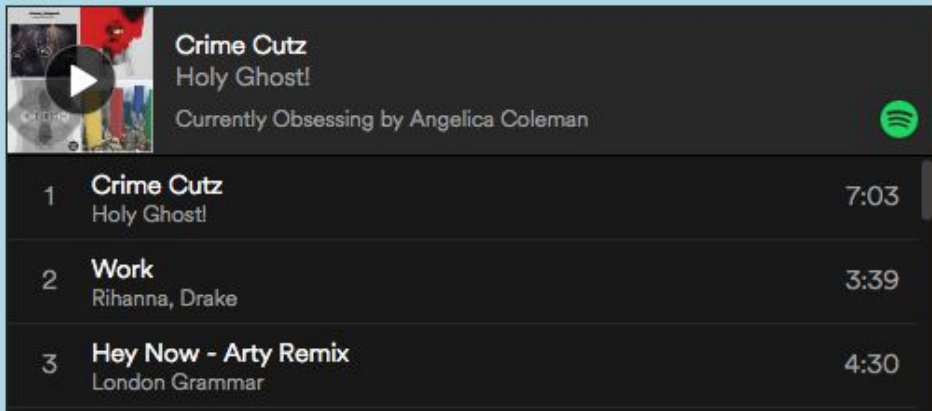 Crime Cutz
Holy Ghost!
Currently Obsessing by Angelica Coleman
1 Crime Cutz 7:03
Holy Ghost!
2 Work 3:39
Rihanna, Drake
3 Hey Now - Arty Remix 4:30
London Grammar